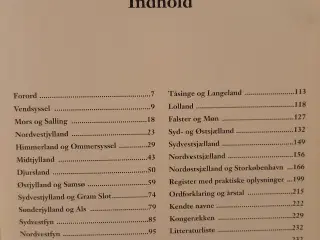 Indhold
Forord 7
Vendsyssel 9
Mors og Salling 18
Nordvestjylland 23
Himmerland og Ommersyssel 29
Midtjylland 43
Djursland 50
Østjylland og Samsø 59
Sydvestjylland og Gram Slot 74
Sønderjylland og Als 79
Sydvestfyn 85
Nordvestfyn 95
Tåsinge og Langeland 113
Lolland 118
Falster og Møn 127
Syd- og Østsjælland 132
Sydvestsjælland 149
Nordvestsjælland 156
Nordøstsjælland og Storkøbenhavn 166
Register med praktiske oplysninger 199
Ordforklaring og årstal 215
Kendte navne 222
Kongerækken 229
Litteraturliste 232